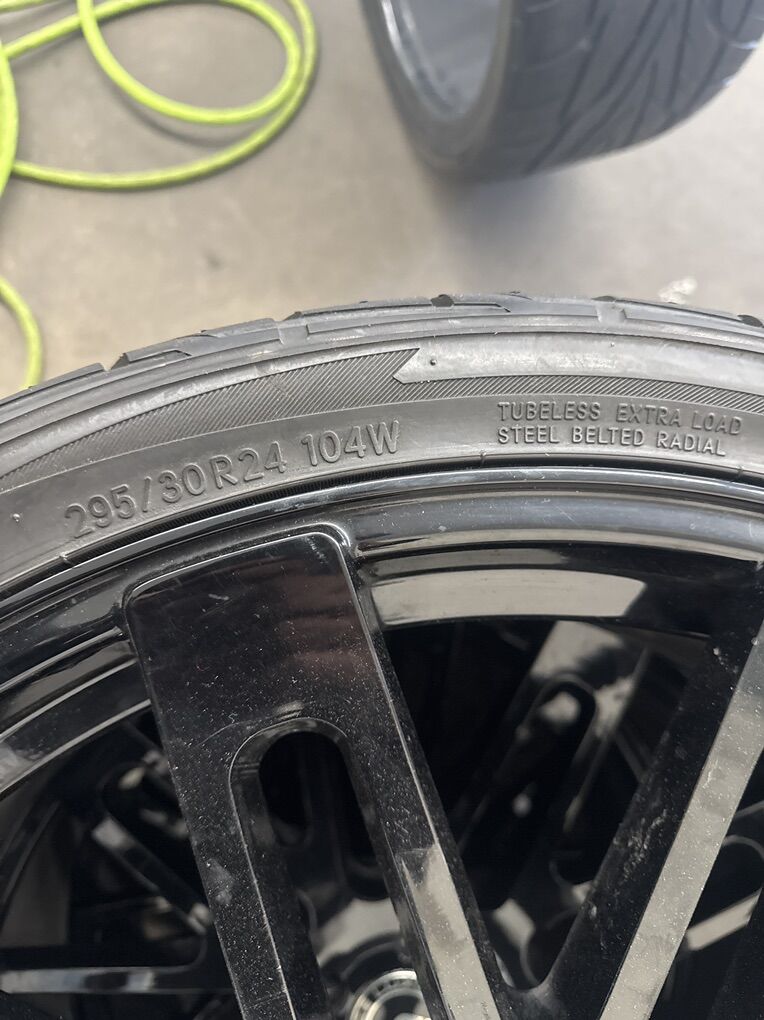 295/30R24 104W
TUBELESS EXTRA LOAD
STEEL BELTED RADIAL